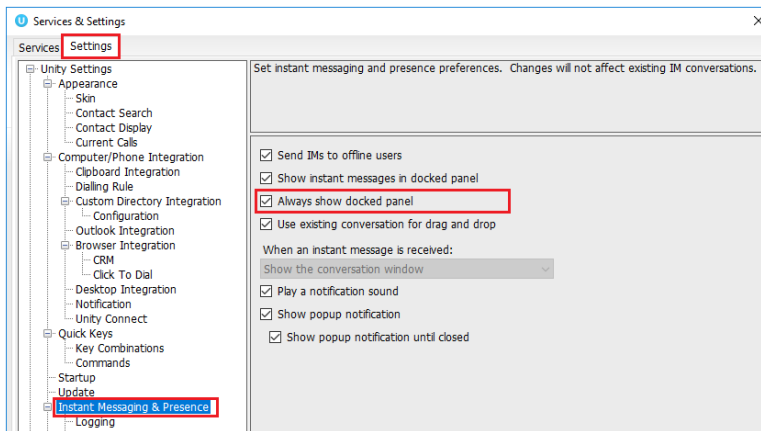 Services & Settings
Services
Settings
Unity Settings
Appearance
Skin
Contact Search
Contact Display
Current Calls
Computer/Phone Integration
Clipboard Integration
Dialling Rule
Custom Directory Integration
Configuration
Outlook Integration
Browser Integration
CRM
Click To Dial
Desktop Integration
Notification
Unity Connect
Quick Keys
Key Combinations
Commands
Startup
Update
Instant Messaging & Presence
Logging
Set instant messaging and presence preferences. Changes will not affect existing IM conversations.
Send IMs to offline users
Show instant messages in docked panel
Always show docked panel
Use existing conversation for drag and drop
When an instant message is received:
Show the conversation window
Play a notification sound
Show popup notification
Show popup notification until closed